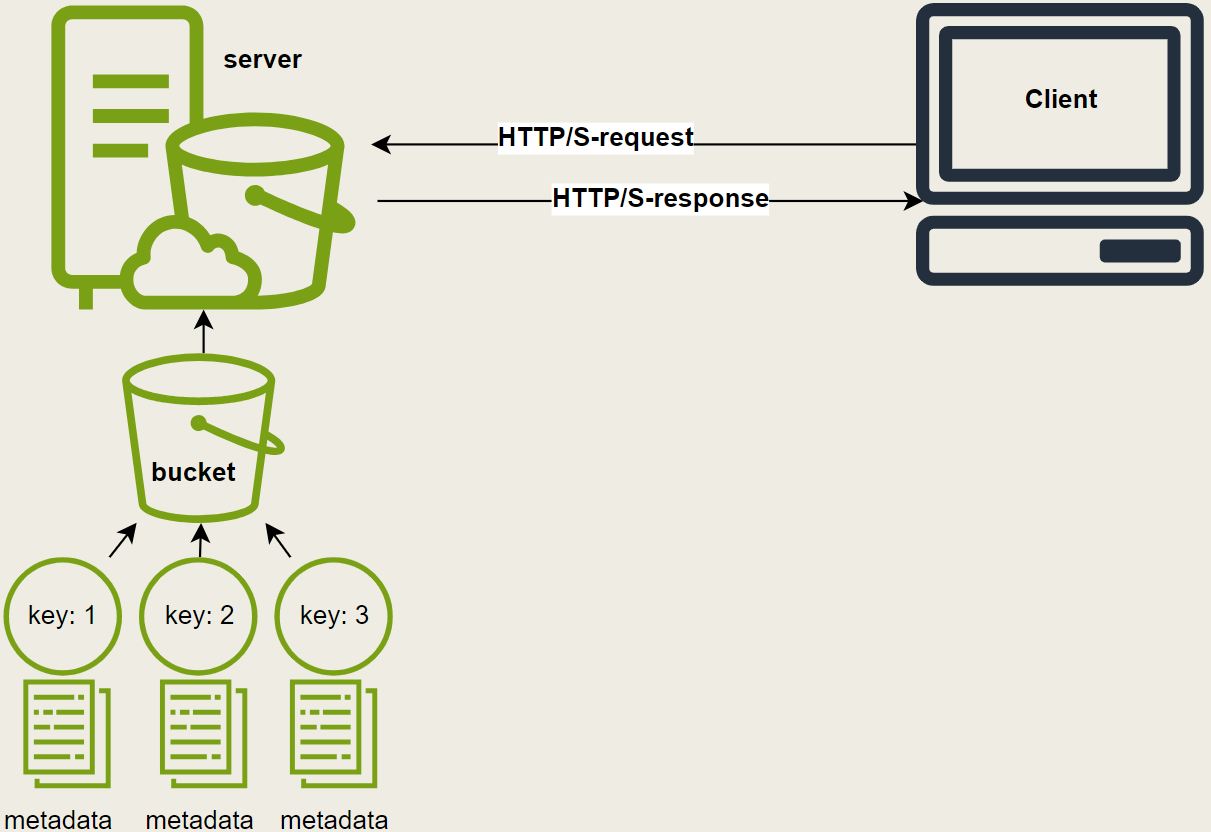 server
Client
HTTP/S-request
HTTP/S-response
bucket
key: 1
key: 2
key: 3
metadata
metadata
metadata